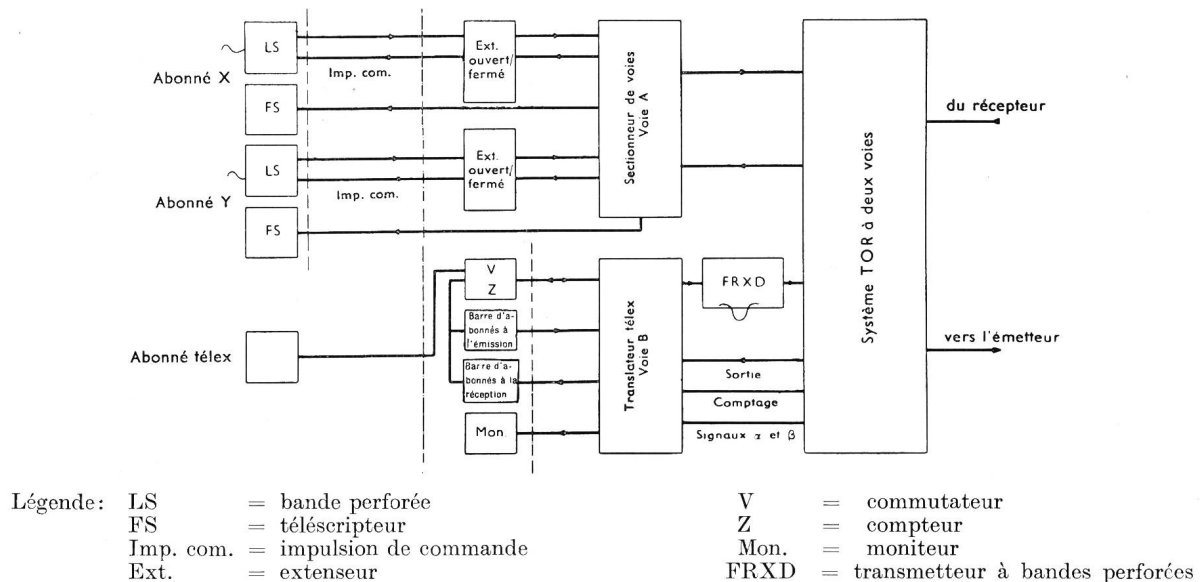 LS
Ext.
ouvert/
fermé
Abonné X
Imp. com.
FS
Sectionneur de voies
Voie A
du récepteur
LS
Ext.
ouvert/
fermé
Abonné Y
Imp. com.
FS
Système TOR à deux voies
V
Z
FRXD
Barre d'a-
bonnés à
l'émission
Translateur télex
Voie B
vers l'émetteur
Abonné télex
Barre d'a-
bonnés à la
réception
Sortie
Comptage
Mon.
Signaux α et β
Légende: LS = bande perforée
FS = téléscripteur
Imp. com. = impulsion de commande
Ext. = extenseur
V = commutateur
Z = compteur
Mon. = moniteur
FRXD = transmetteur à bandes perforées